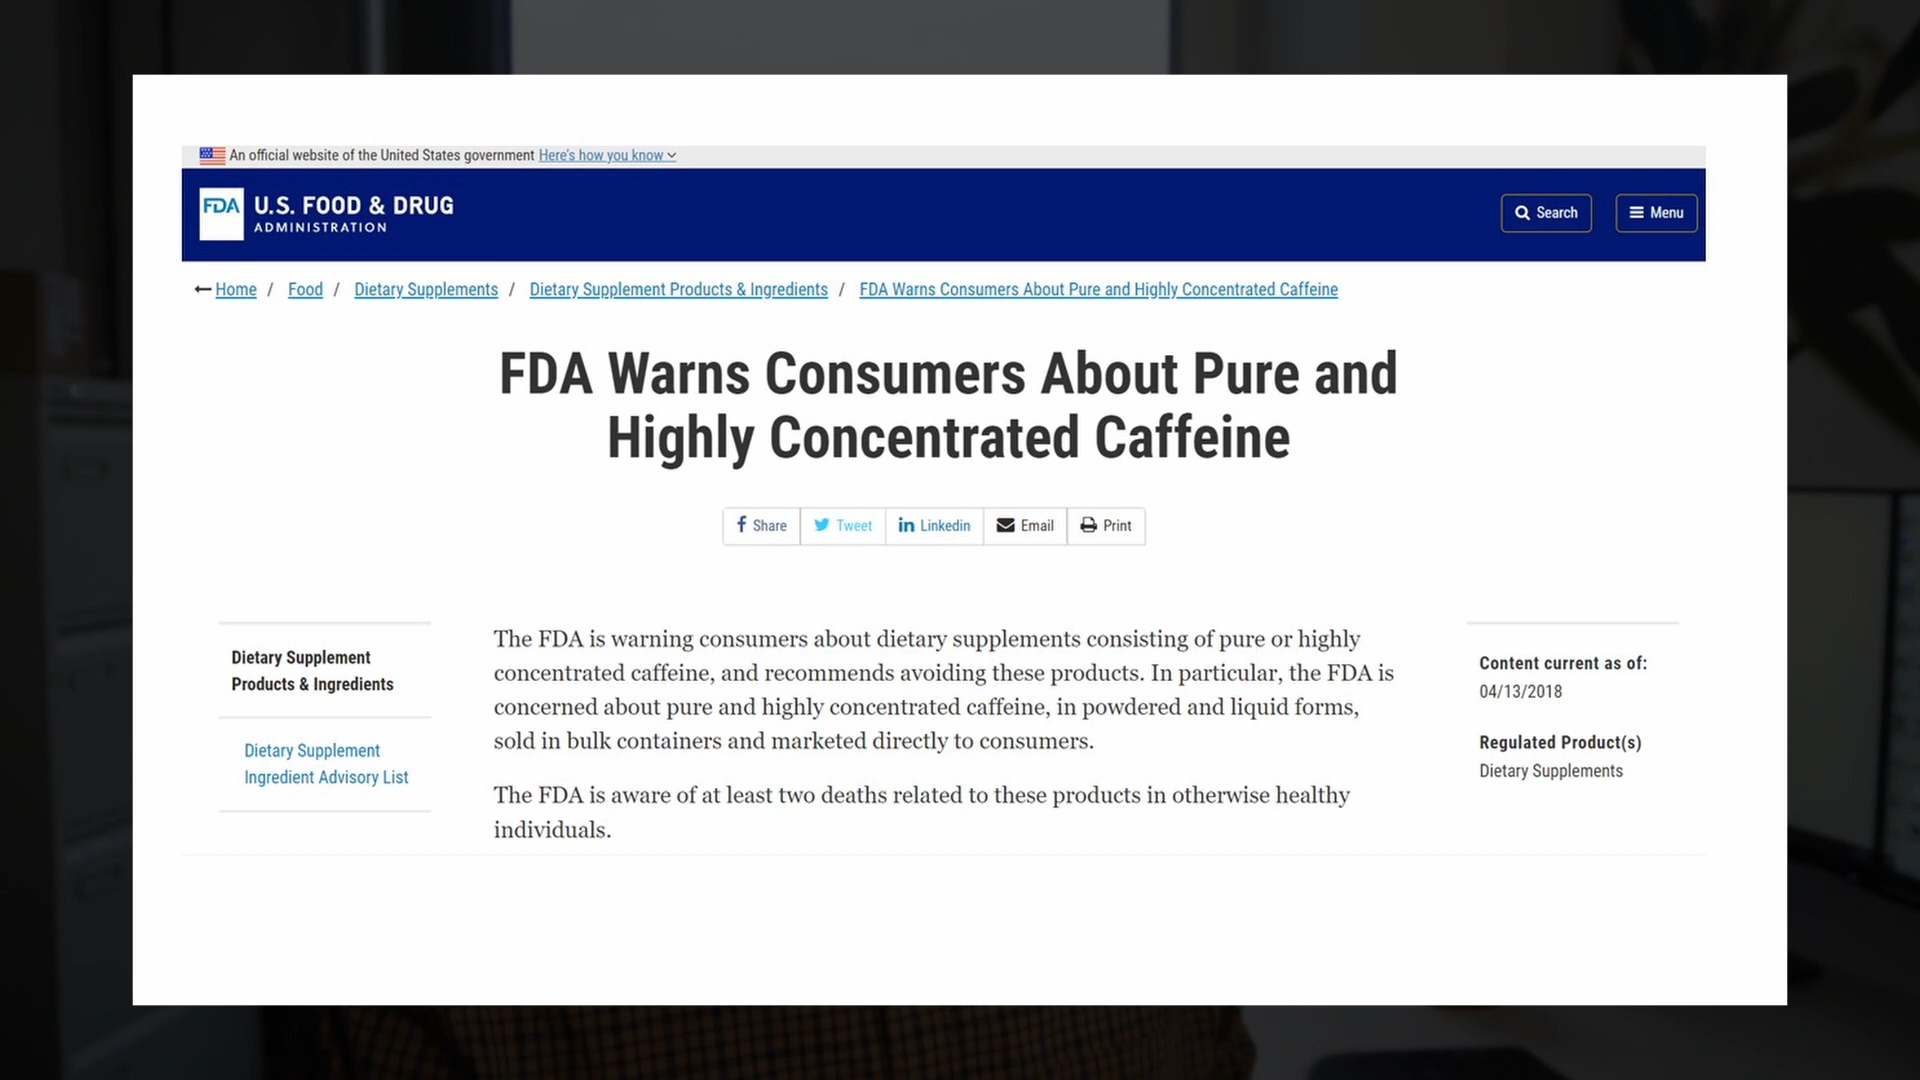 An official website of the United States government Here's how you know
FDA U.S. FOOD & DRUG
ADMINISTRATION
Search
Menu
Home / Food / Dietary Supplements / Dietary Supplement Products & Ingredients / FDA Warns Consumers About Pure and Highly Concentrated Caffeine
FDA Warns Consumers About Pure and
Highly Concentrated Caffeine
Share
Tweet
Linkedin
Email
Print
Dietary Supplement
Products & Ingredients
Dietary Supplement
Ingredient Advisory List
The FDA is warning consumers about dietary supplements consisting of pure or highly
concentrated caffeine, and recommends avoiding these products. In particular, the FDA is
concerned about pure and highly concentrated caffeine, in powdered and liquid forms,
sold in bulk containers and marketed directly to consumers.
The FDA is aware of at least two deaths related to these products in otherwise healthy
individuals.
Content current as of:
04/13/2018
Regulated Product(s)
Dietary Supplements